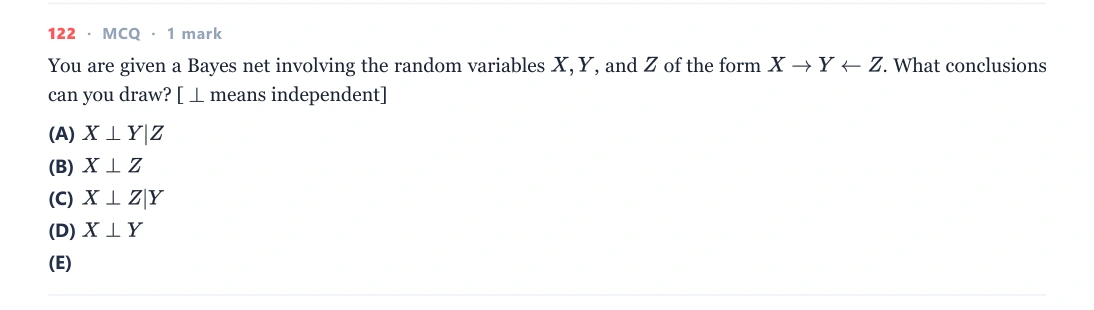 122 · MCQ · 1 mark
You are given a Bayes net involving the random variables X, Y, and Z of the form X → Y ← Z. What conclusions
can you draw? [ ⊥ means independent]
(A) X ⊥ Y|Z
(B) X ⊥ Z
(C) X ⊥ Z|Y
(D) X ⊥ Y
(E)